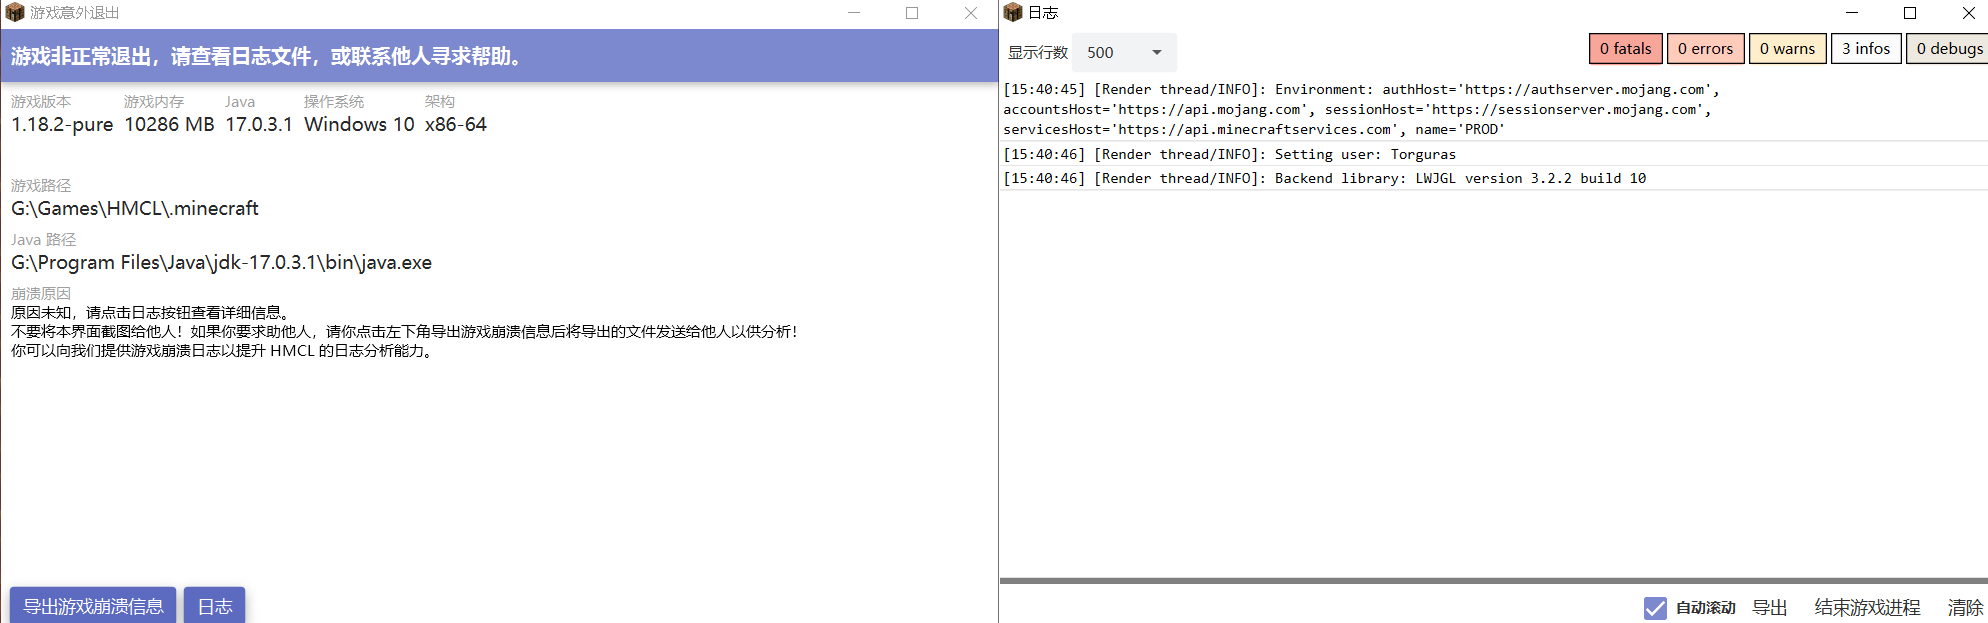 游戏意外退出
游戏非正常退出，请查看日志文件，或联系他人寻求帮助。
游戏版本 游戏内存 Java 操作系统 架构
1.18.2-pure 10286 MB 17.0.3.1 Windows 10 x86-64
游戏路径
G:\Games\HMCL\.minecraft
Java 路径
G:\Program Files\Java\jdk-17.0.3.1\bin\java.exe
崩溃原因
原因未知，请点击日志按钮查看详细信息。
不要将本界面截图给他人！如果你要求助他人，请你点击左下角导出游戏崩溃信息后将导出的文件发送给他人以供分析！
你可以向我们提供游戏崩溃日志以提升 HMCL 的日志分析能力。
导出游戏崩溃信息 日志
日志
显示行数 500 0 fatals 0 errors 0 warns 3 infos 0 debugs
[15:40:45] [Render thread/INFO]: Environment: authHost='https://authserver.mojang.com',
accountsHost='https://api.mojang.com', sessionHost='https://sessionserver.mojang.com',
servicesHost='https://api.minecraftservices.com', name='PROD'
[15:40:46] [Render thread/INFO]: Setting user: Torguras
[15:40:46] [Render thread/INFO]: Backend library: LWJGL version 3.2.2 build 10
自动滚动 导出 结束游戏进程 清除